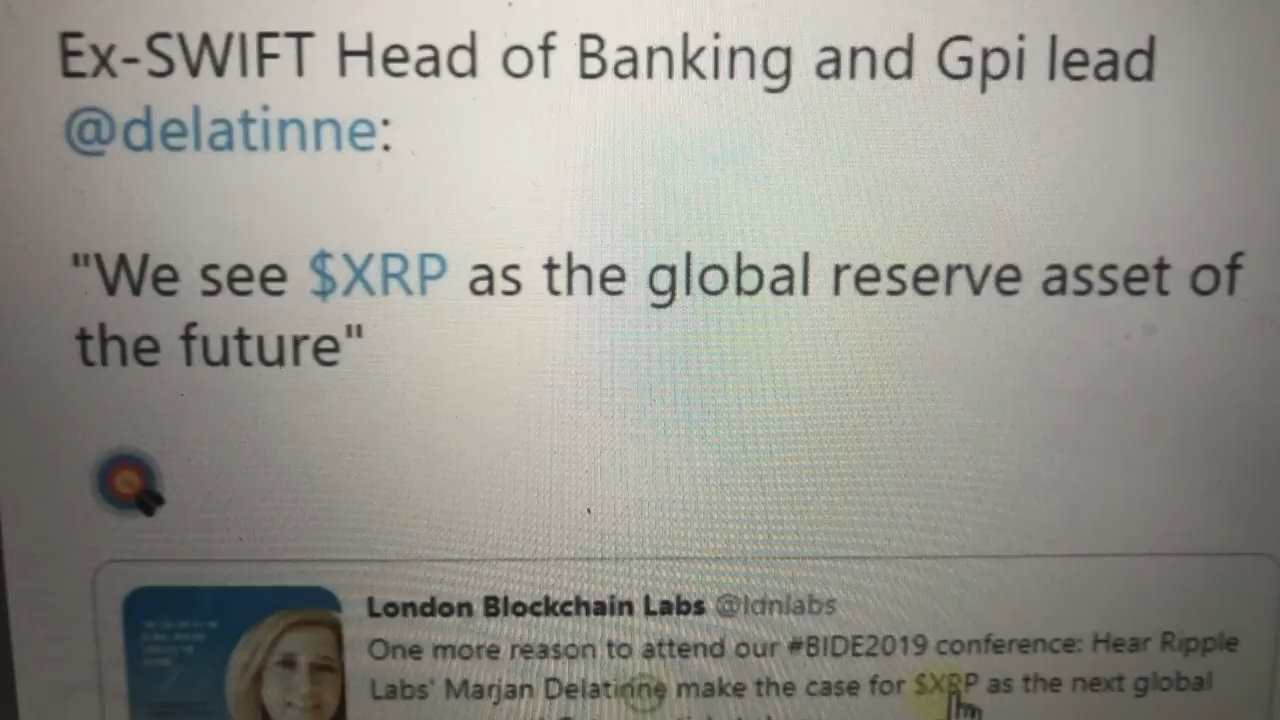 Ex-SWIFT Head of Banking and Gpi lead
@delatinne:
"We see $XRP as the global reserve asset of
the future"
London Blockchain Labs @ldnlabs
One more reason to attend our #BIDE2019 conference: Hear Ripple
Labs' Marjan Delatinne make the case for $XRP as the next global